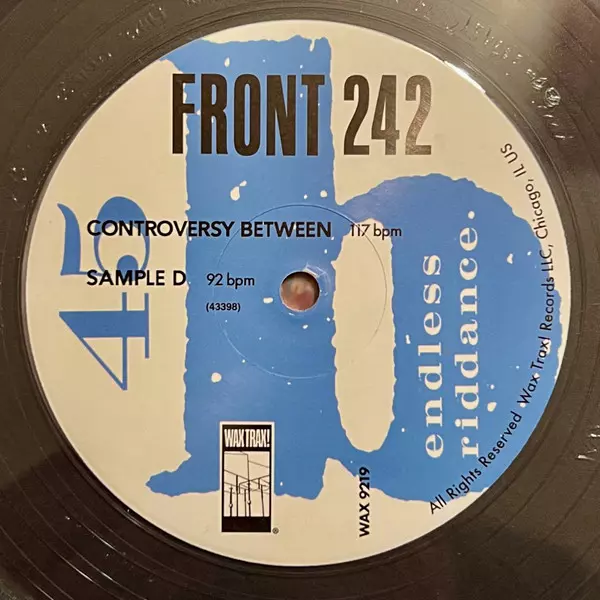 FRONT 242
CONTROVERSY BETWEEN 117 bpm
SAMPLE D 92 bpm
(43398)
45
b
endless
riddance.
WAX TRAX!
®
WAX 9219
All Rights Reserved Wax Trax! Records LLC, Chicago, IL US